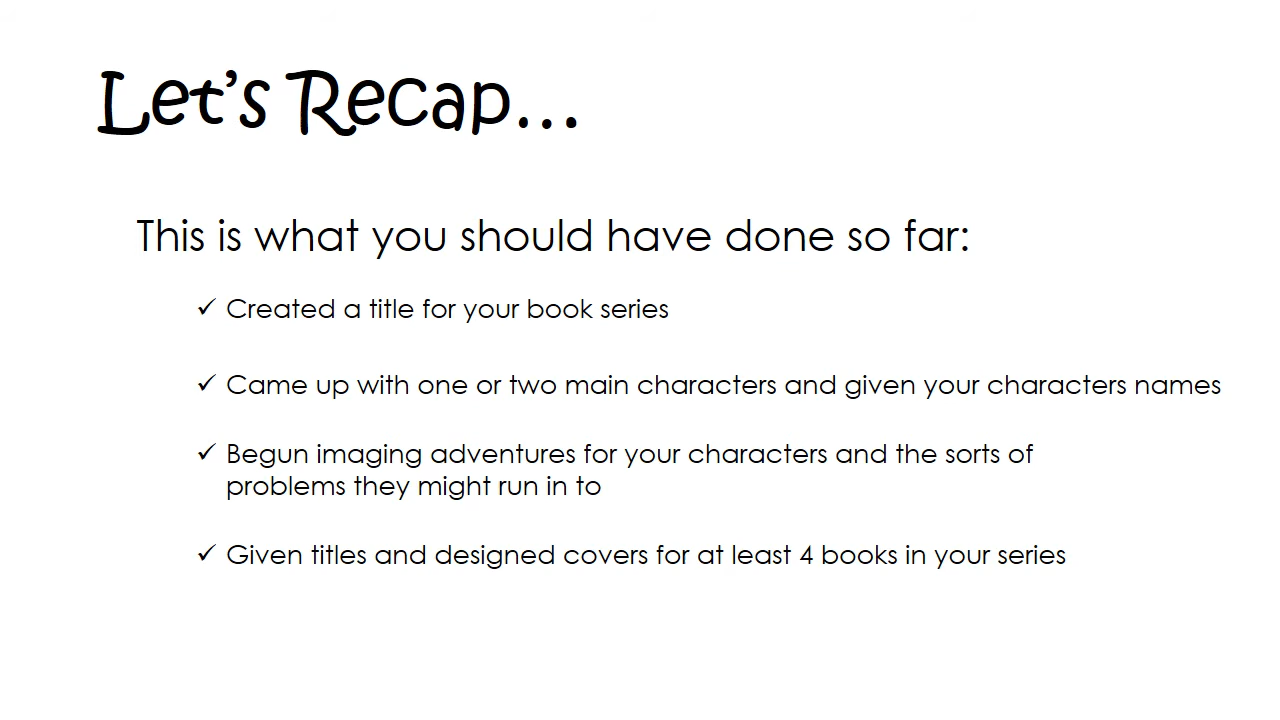 Let's Recap...
This is what you should have done so far:
✓ Created a title for your book series
✓ Came up with one or two main characters and given your characters names
✓ Begun imaging adventures for your characters and the sorts of
problems they might run in to
✓ Given titles and designed covers for at least 4 books in your series